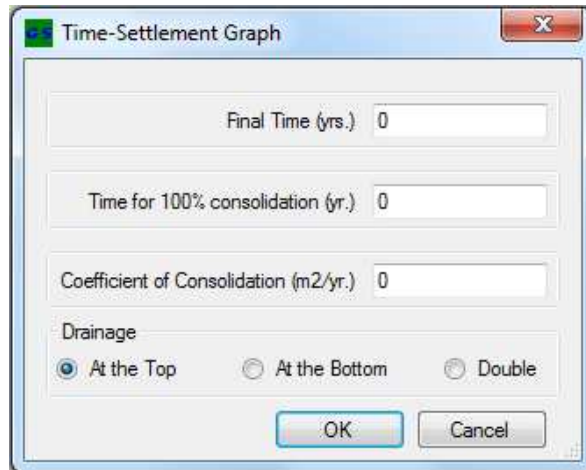 GS Time-Settlement Graph
Final Time (yrs.) 0
Time for 100% consolidation (yr.) 0
Coefficient of Consolidation (m2/yr.) 0
Drainage
At the Top At the Bottom Double
OK Cancel